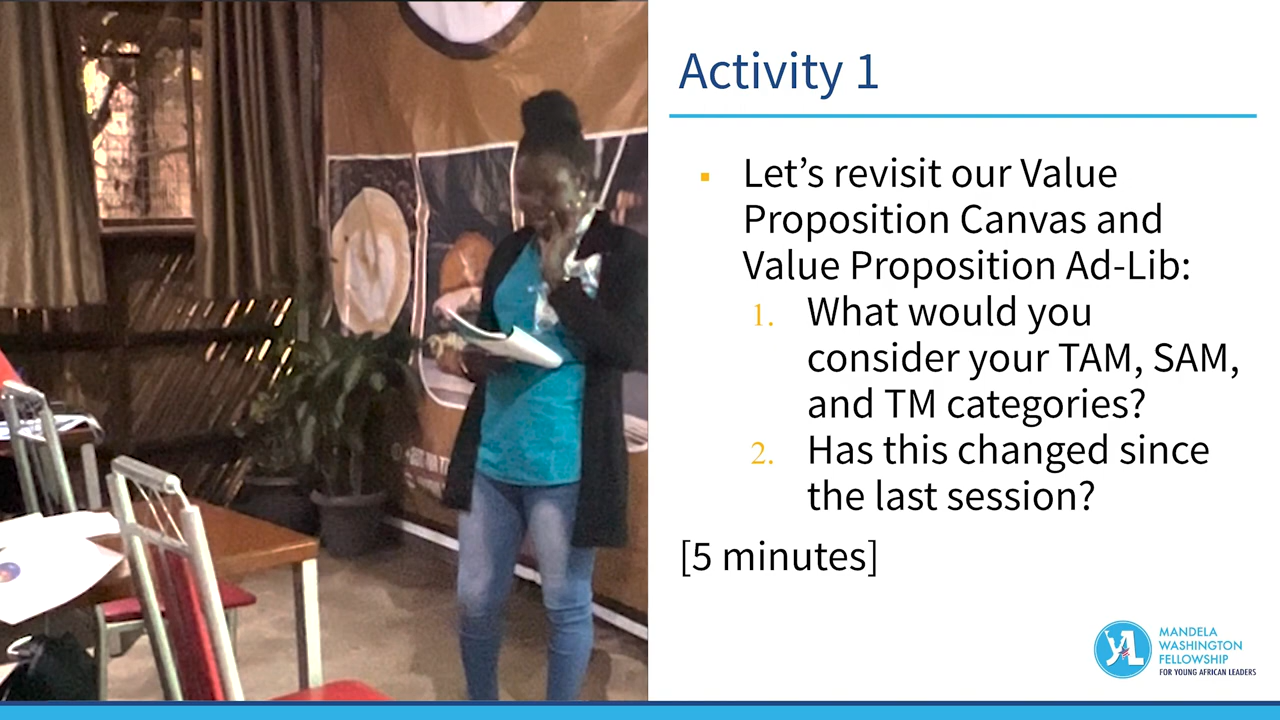 Activity 1
▪ Let’s revisit our Value
Proposition Canvas and
Value Proposition Ad-Lib:
1. What would you
consider your TAM, SAM,
and TM categories?
2. Has this changed since
the last session?
[5 minutes]
YAL
MANDELA
WASHINGTON
FELLOWSHIP
FOR YOUNG AFRICAN LEADERS